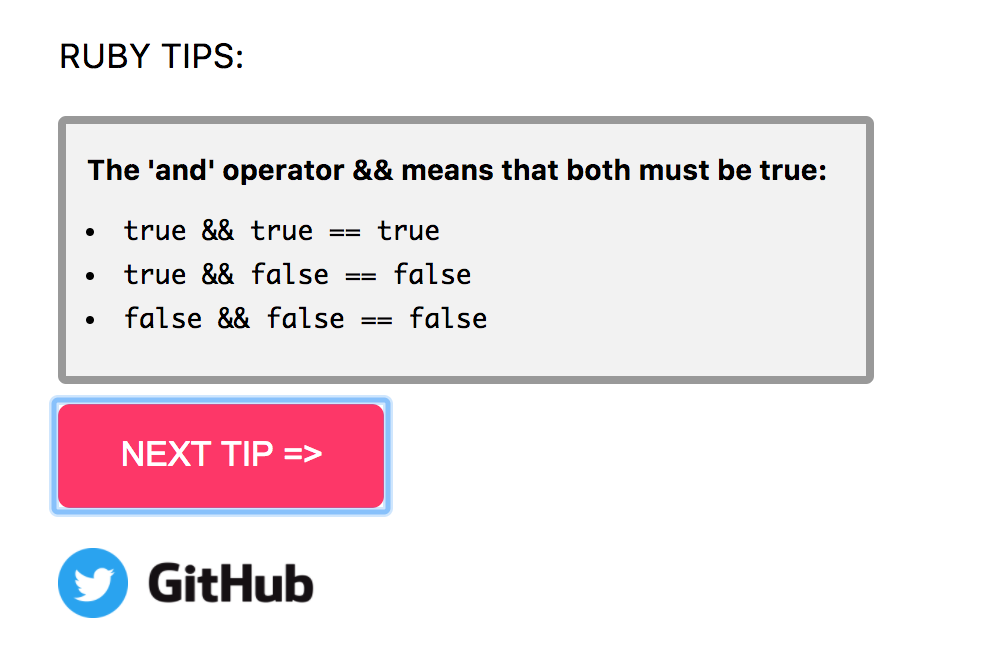 RUBY TIPS:
The 'and' operator && means that both must be true:
• true && true == true
• true && false == false
• false && false == false
NEXT TIP =>
GitHub